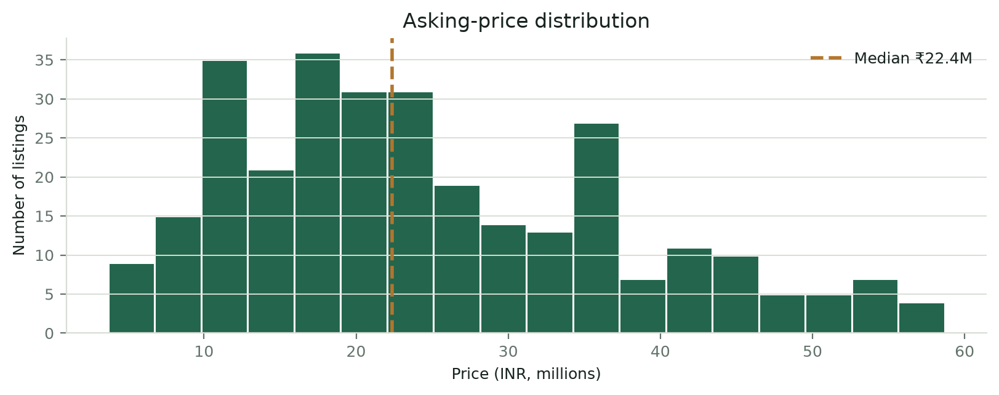 Asking-price distribution
Median ₹22.4M
Number of listings
35
30
25
20
15
10
5
0
10 20 30 40 50 60
Price (INR, millions)